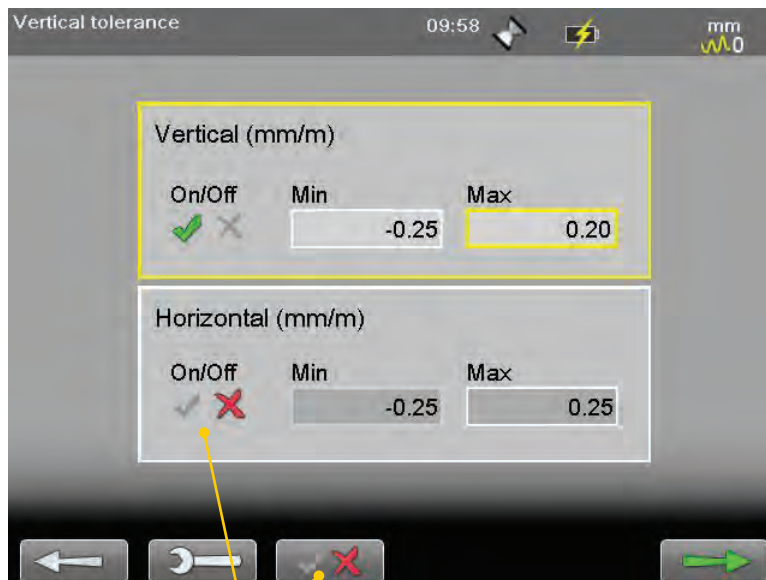 Vertical tolerance 09:58 mm
0
Vertical (mm/m)
On/Off Min Max
-0.25 0.20
Horizontal (mm/m)
On/Off Min Max
-0.25 0.25